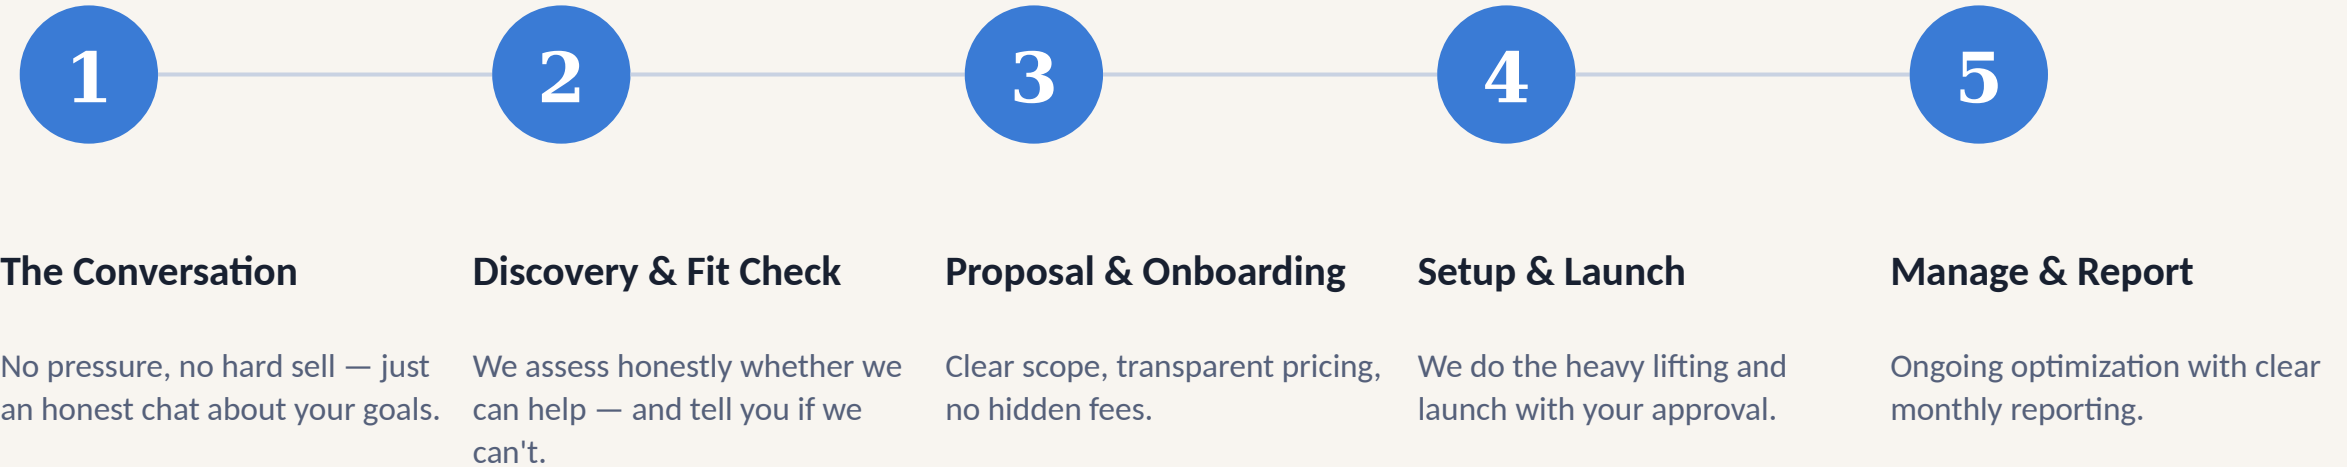 1
2
3
4
5
The Conversation
No pressure, no hard sell — just
an honest chat about your goals.
Discovery & Fit Check
We assess honestly whether we
can help — and tell you if we
can't.
Proposal & Onboarding
Clear scope, transparent pricing,
no hidden fees.
Setup & Launch
We do the heavy lifting and
launch with your approval.
Manage & Report
Ongoing optimization with clear
monthly reporting.